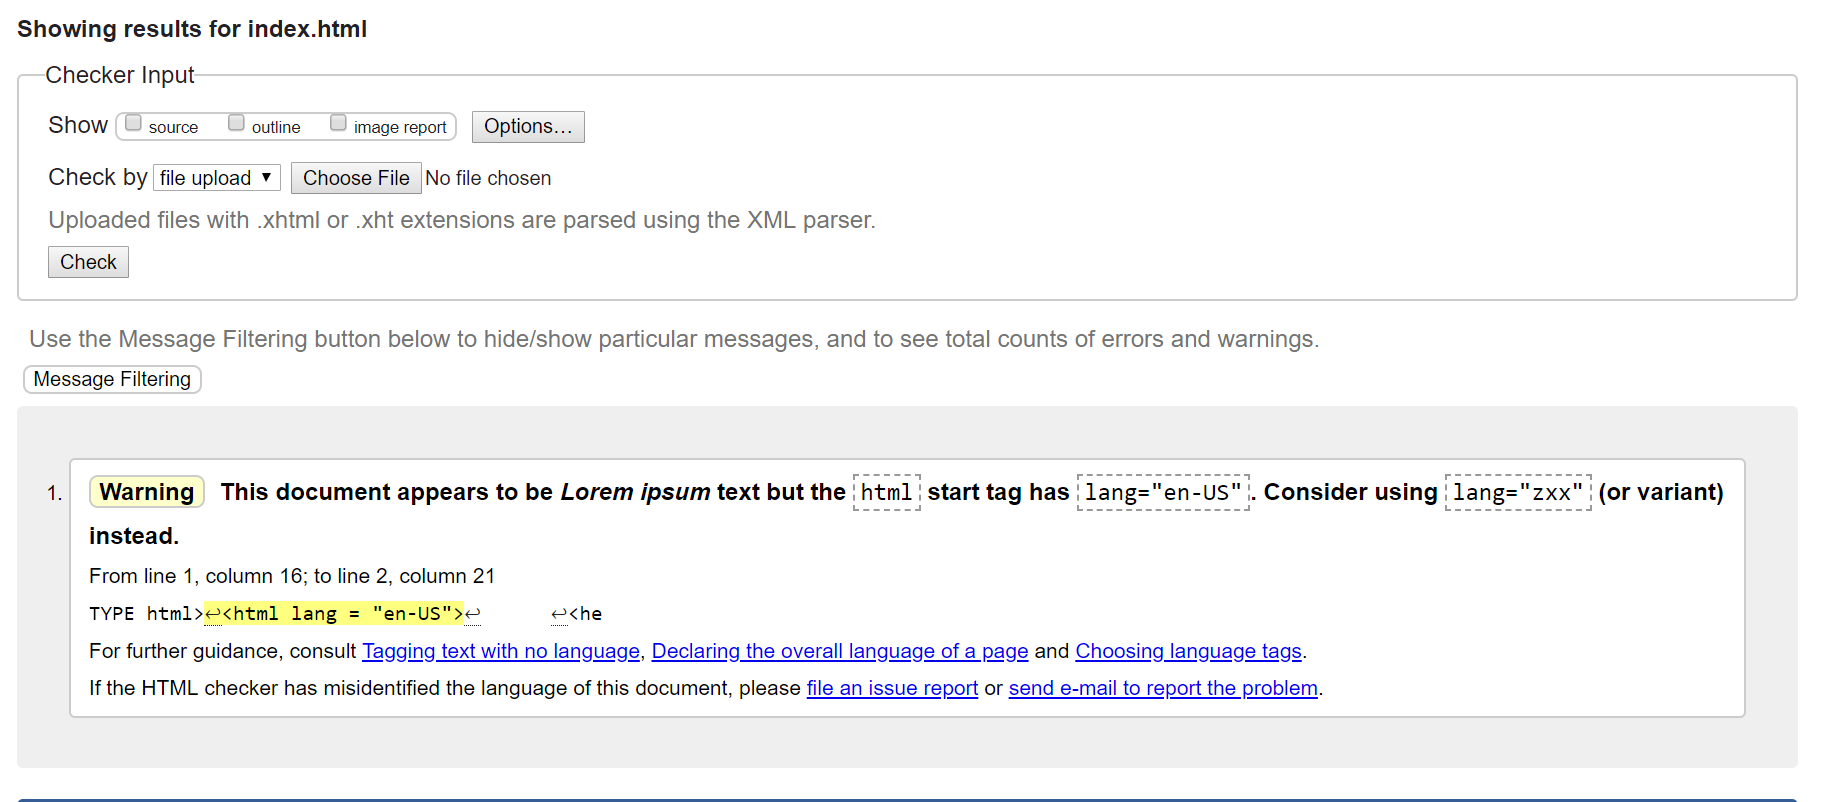 Showing results for index.html
Checker Input
Show source outline image report Options...
Check by file upload ▼ Choose File No file chosen
Uploaded files with .xhtml or .xht extensions are parsed using the XML parser.
Check
Use the Message Filtering button below to hide/show particular messages, and to see total counts of errors and warnings.
Message Filtering
1. Warning This document appears to be Lorem ipsum text but the html start tag has lang="en-US". Consider using lang="zxx" (or variant)
instead.
From line 1, column 16; to line 2, column 21
TYPE html>↩<html lang = "en-US">↩ ↩<he
For further guidance, consult Tagging text with no language, Declaring the overall language of a page and Choosing language tags.
If the HTML checker has misidentified the language of this document, please file an issue report or send e-mail to report the problem.